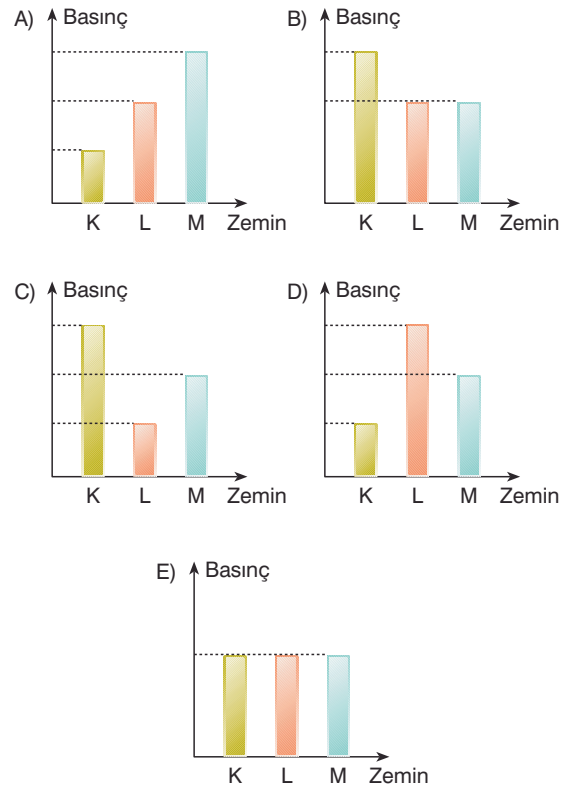 A) Basınç
K L M Zemin
B) Basınç
K L M Zemin
C) Basınç
K L M Zemin
D) Basınç
K L M Zemin
E) Basınç
K L M Zemin